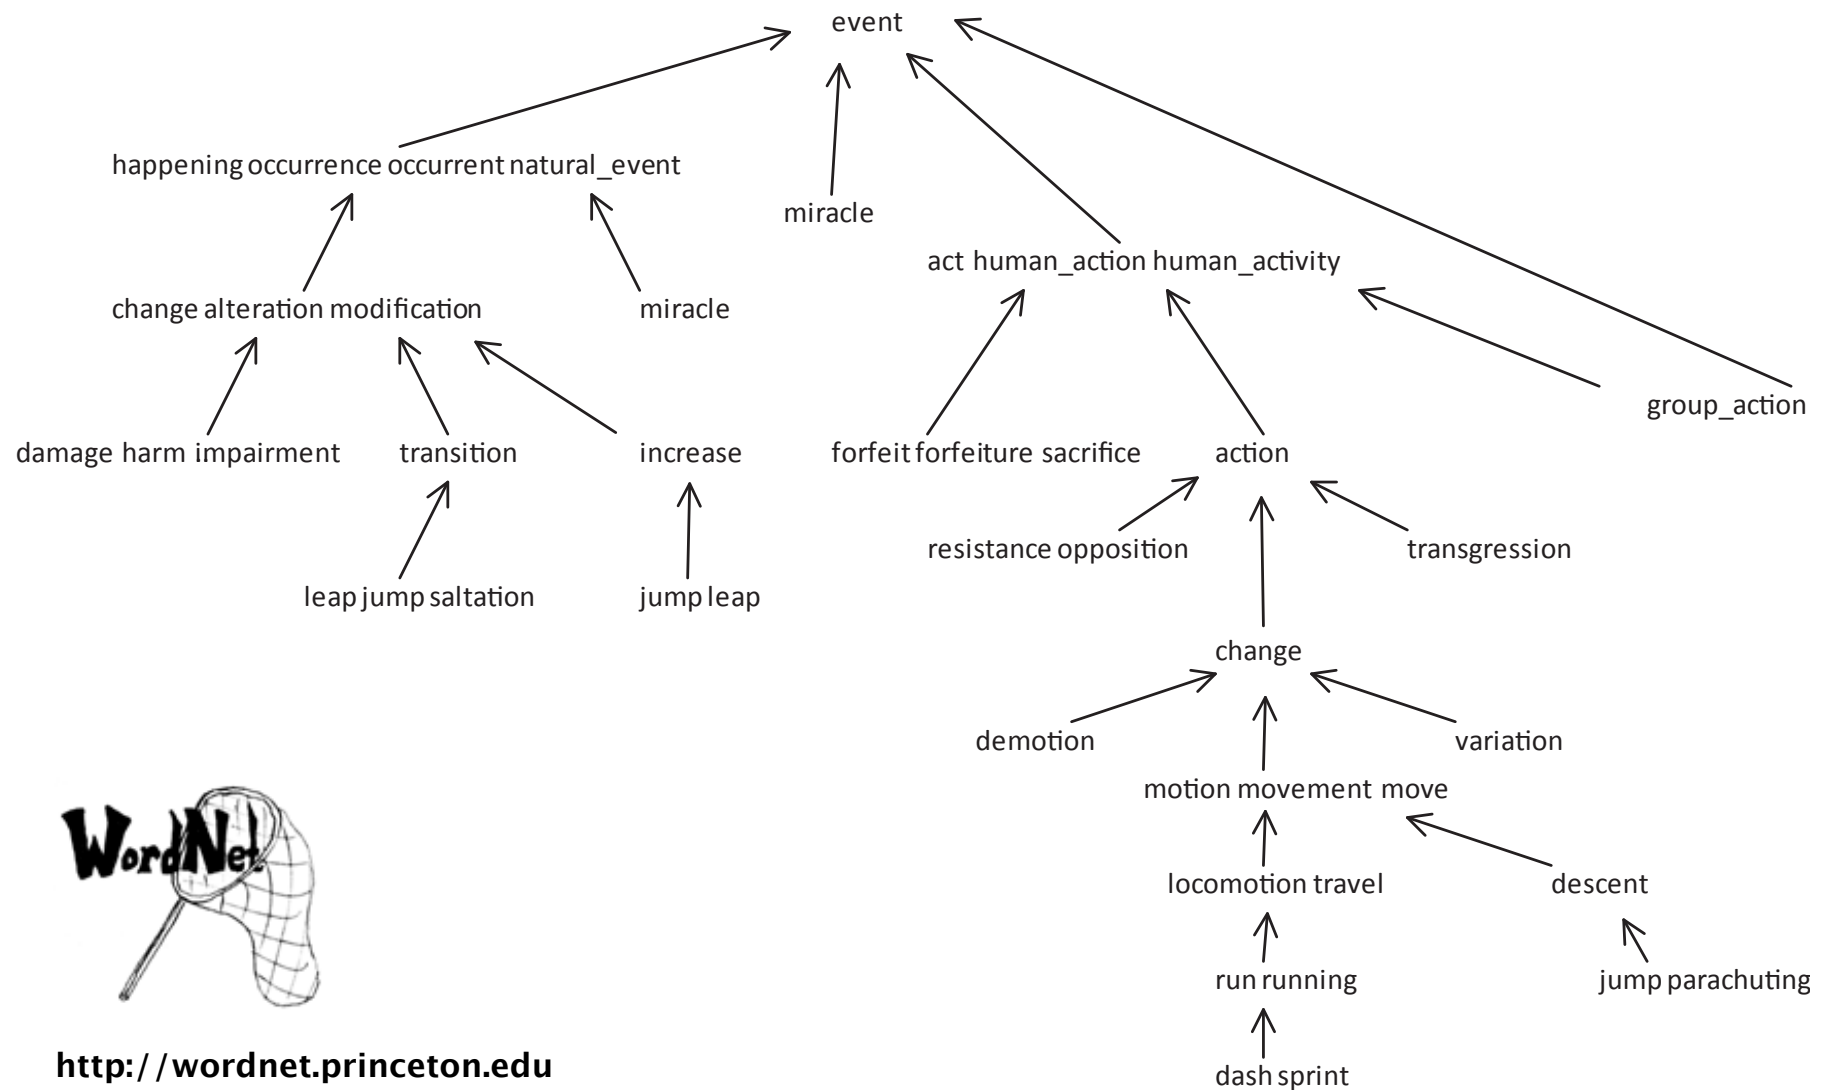 event
happening occurrence occurrent natural_event
miracle
act human_action human_activity
change alteration modification
miracle
group_action
damage harm impairment
transition
increase
forfeit forfeiture sacrifice
action
resistance opposition
transgression
leap jump saltation
jump leap
change
demotion
variation
motion movement move
WordNet
locomotion travel
descent
run running
jump parachuting
http://wordnet.princeton.edu
dash sprint